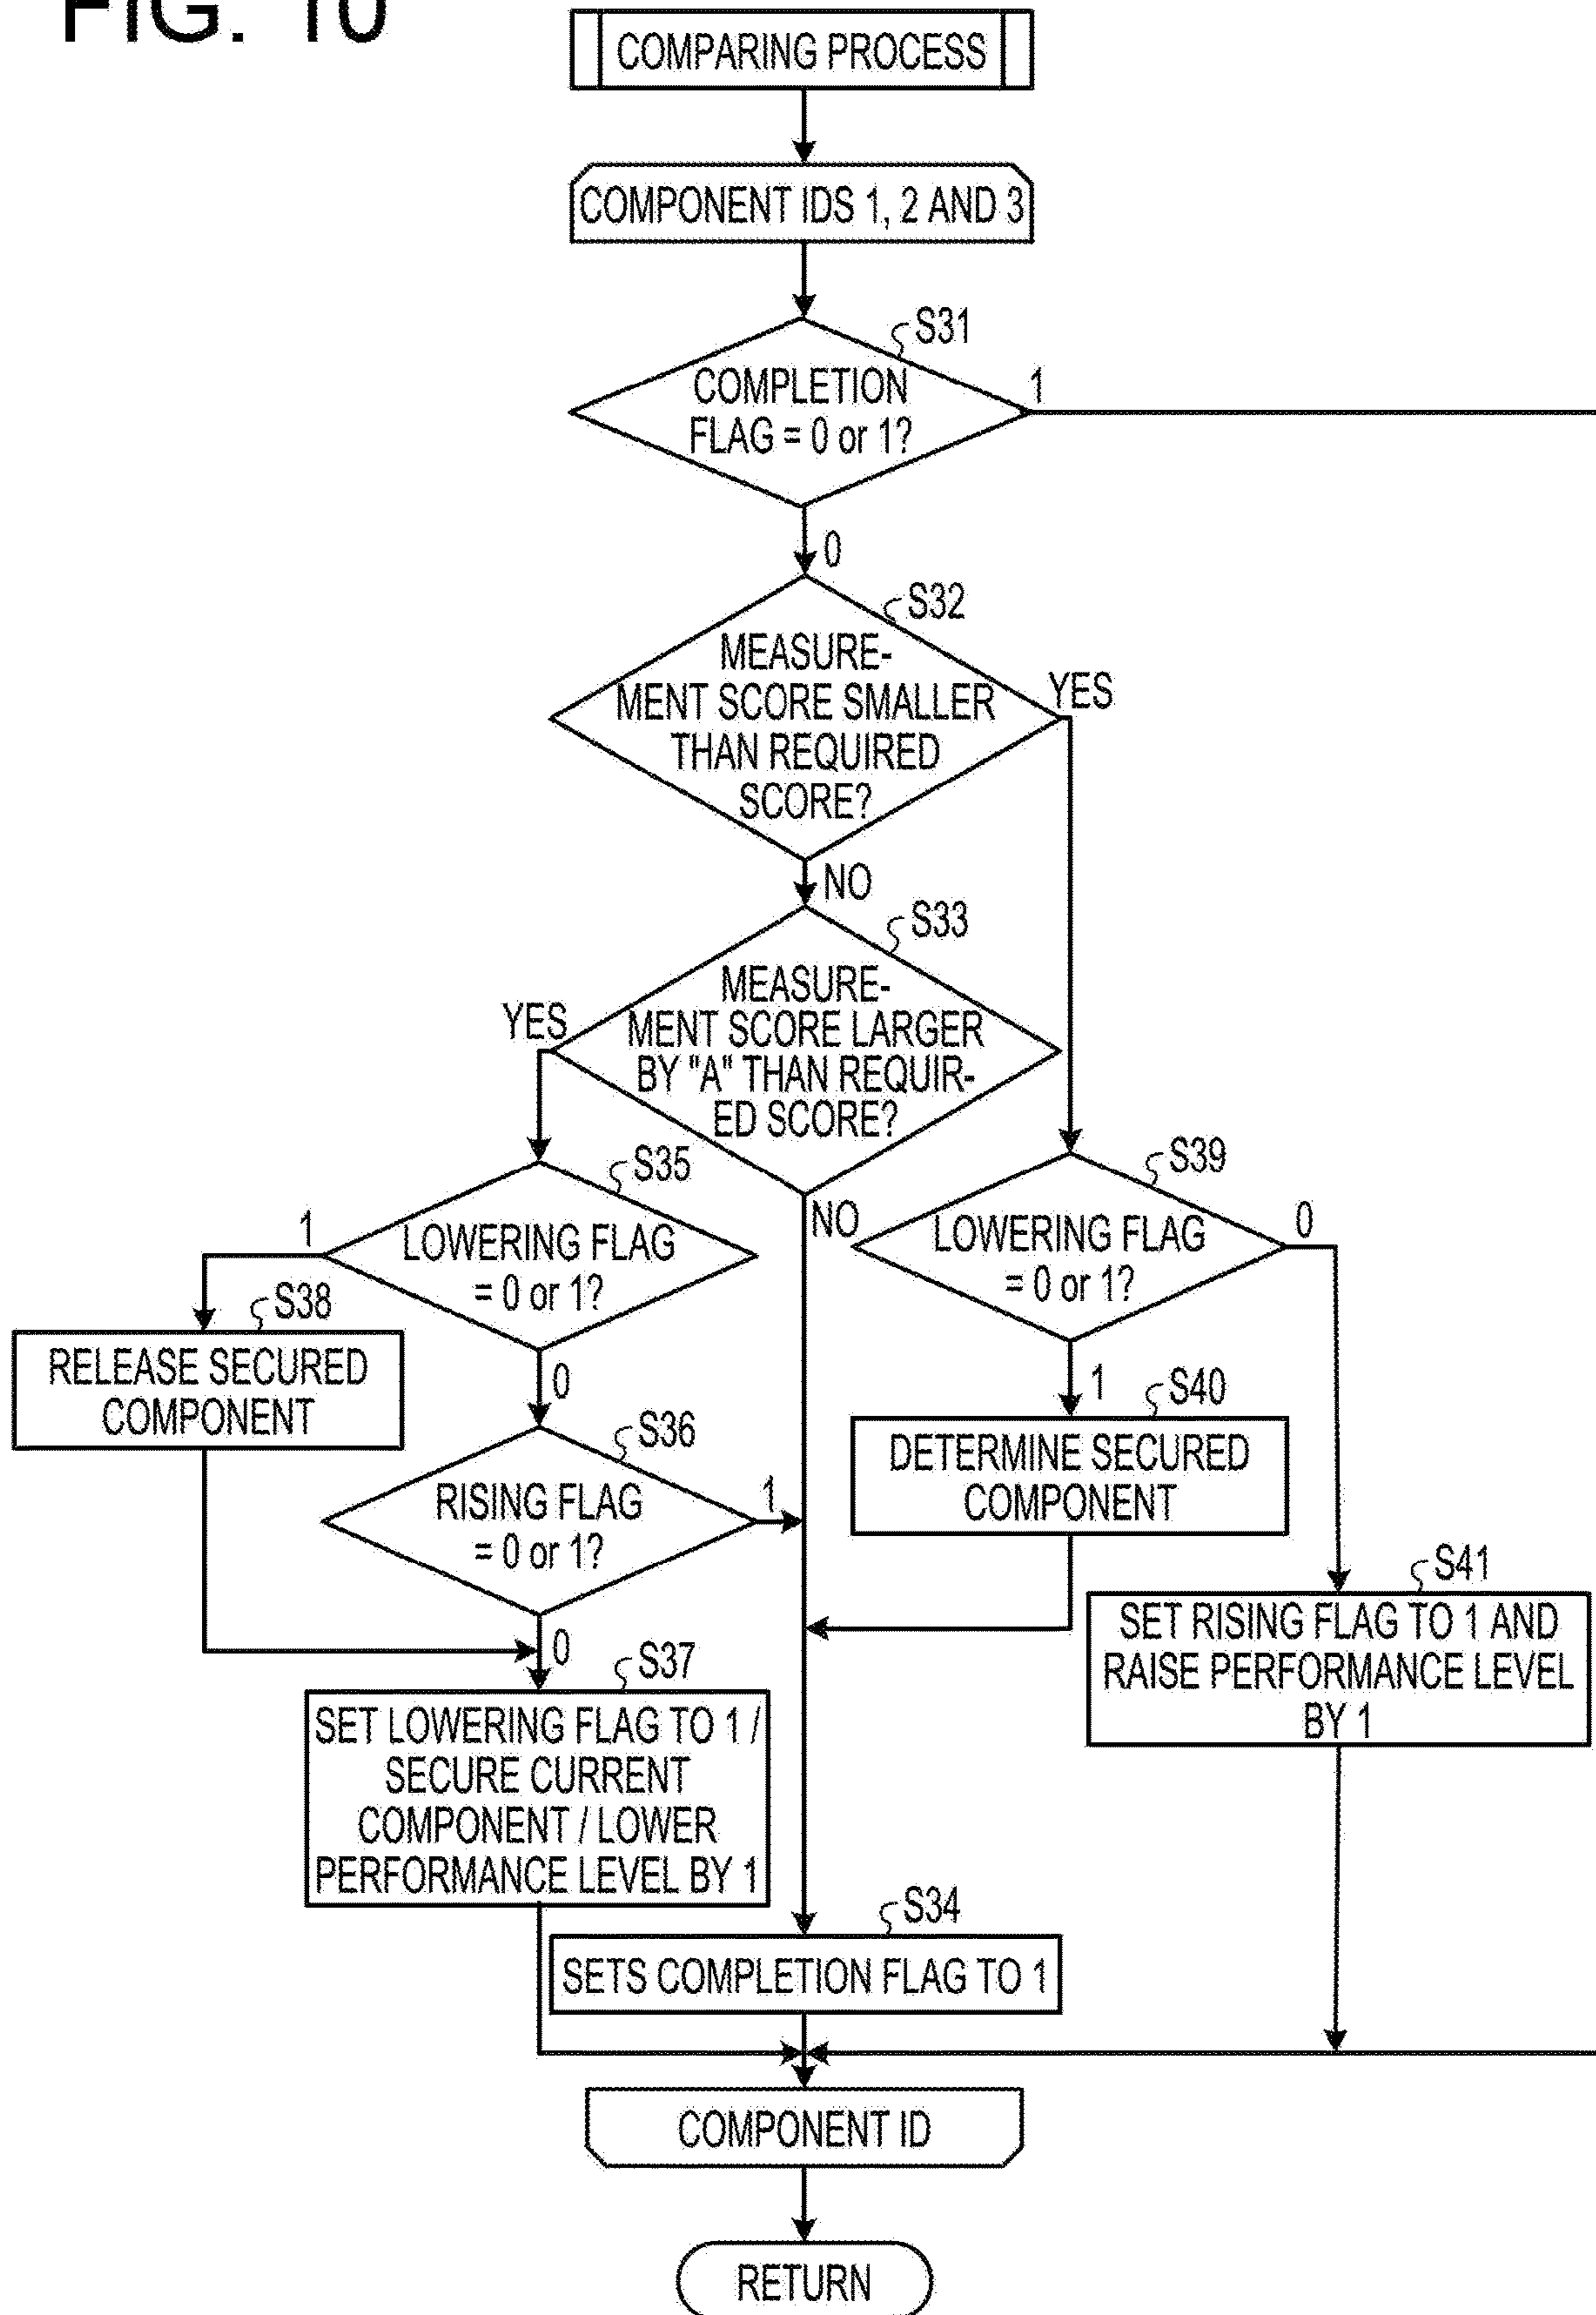 FIG. 10
COMPARING PROCESS
COMPONENT IDS 1, 2 AND 3
S31
COMPLETION
FLAG = 0 or 1?
1
0
S32
MEASURE-
MENT SCORE SMALLER
THAN REQUIRED
SCORE?
YES
NO
S33
MEASURE-
MENT SCORE LARGER
BY "A" THAN REQUIR-
ED SCORE?
YES
NO
S35
LOWERING FLAG
= 0 or 1?
1
0
S39
LOWERING FLAG
= 0 or 1?
0
1
S38
RELEASE SECURED
COMPONENT
S36
RISING FLAG
= 0 or 1?
1
0
S40
DETERMINE SECURED
COMPONENT
S41
SET RISING FLAG TO 1 AND
RAISE PERFORMANCE LEVEL
BY 1
S37
SET LOWERING FLAG TO 1 /
SECURE CURRENT
COMPONENT / LOWER
PERFORMANCE LEVEL BY 1
S34
SETS COMPLETION FLAG TO 1
COMPONENT ID
RETURN